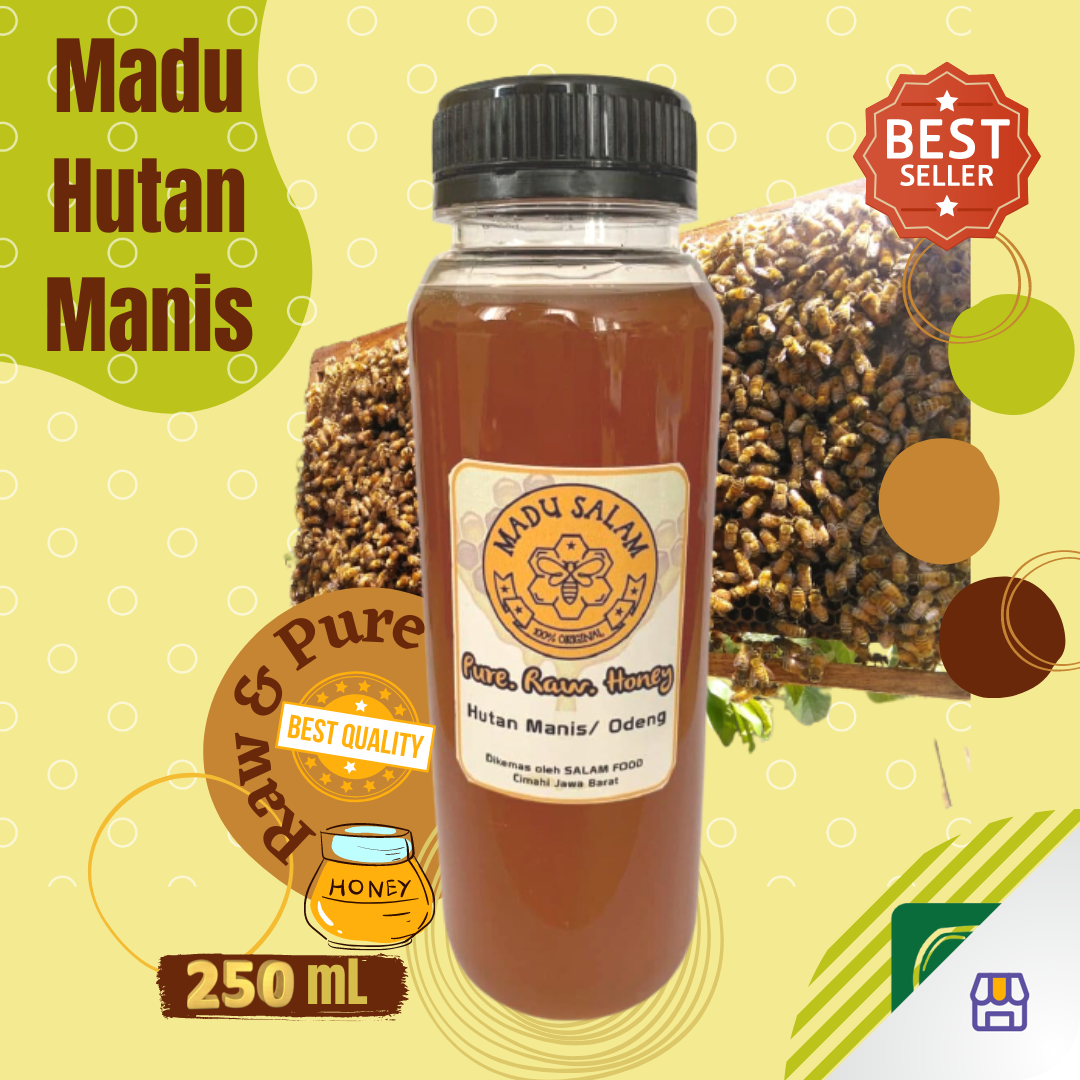 Madu
Hutan
Manis
BEST
SELLER
MADU SALAM
100% ORIGINAL
Pure. Raw. Honey
Hutan Manis/ Odeng
Dikemas oleh SALAM FOOD
Cimahi Jawa Barat
Raw & Pure
BEST QUALITY
HONEY
250 mL